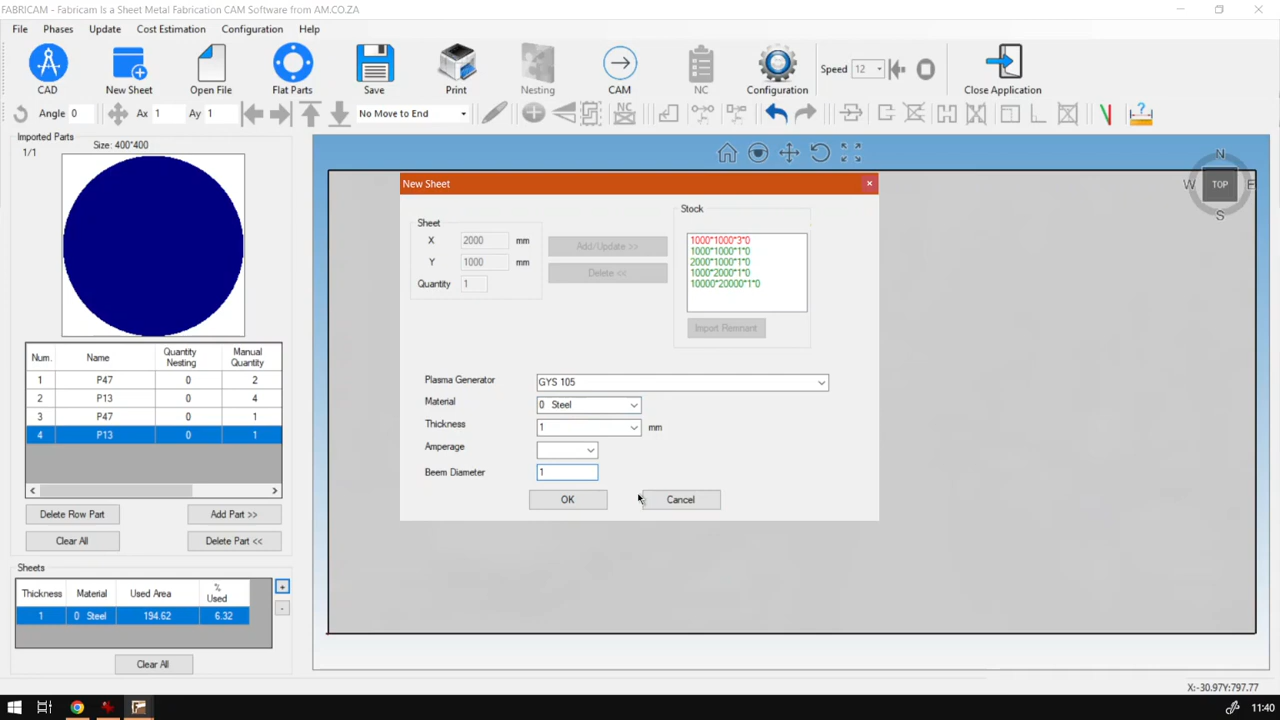 FABRICAM - Fabricam Is a Sheet Metal Fabrication CAM Software from AM.CO.ZA
File Phases Update Cost Estimation Configuration Help
CAD New Sheet Open File Flat Parts Save Print Nesting CAM NC Configuration Speed 12 Close Application
Angle 0 Ax 1 Ay 1 No Move to End NC
Imported Parts
1/1 Size: 400*400
N
W TOP E
S
New Sheet
Sheet
X 2000 mm
Y 1000 mm
Quantity 1
Add/Update >>
Delete <<
Stock
1000*1000*3*0
1000*1000*1*0
2000*1000*1*0
1000*2000*1*0
10000*20000*1*0
Import Remnant
Plasma Generator GYS 105
Material 0 Steel
Thickness 1 mm
Amperage
Beem Diameter 1
OK Cancel
Num. Name Quantity Nesting Manual Quantity
1 P47 0 2
2 P13 0 4
3 P47 0 1
4 P13 0 1
Delete Row Part Add Part >>
Clear All Delete Part <<
Sheets
Thickness Material Used Area % Used
1 0 Steel 194.62 6.32
+
-
Clear All
X:-30.97Y:797.77
11:40